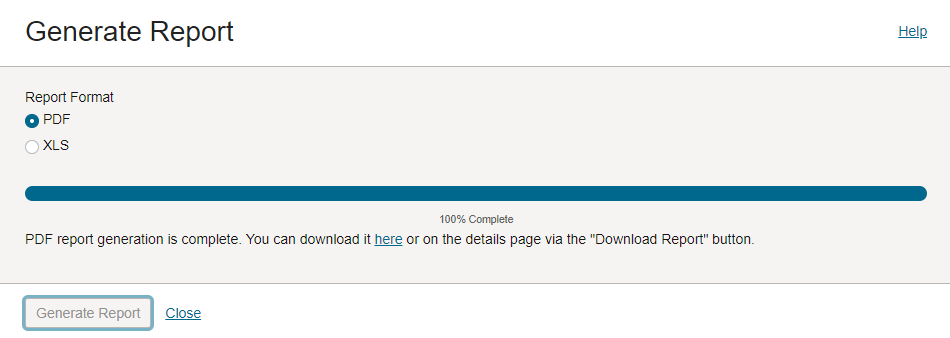 Generate Report
Help
Report Format
PDF
XLS
100% Complete
PDF report generation is complete. You can download it here or on the details page via the "Download Report" button.
Generate Report
Close